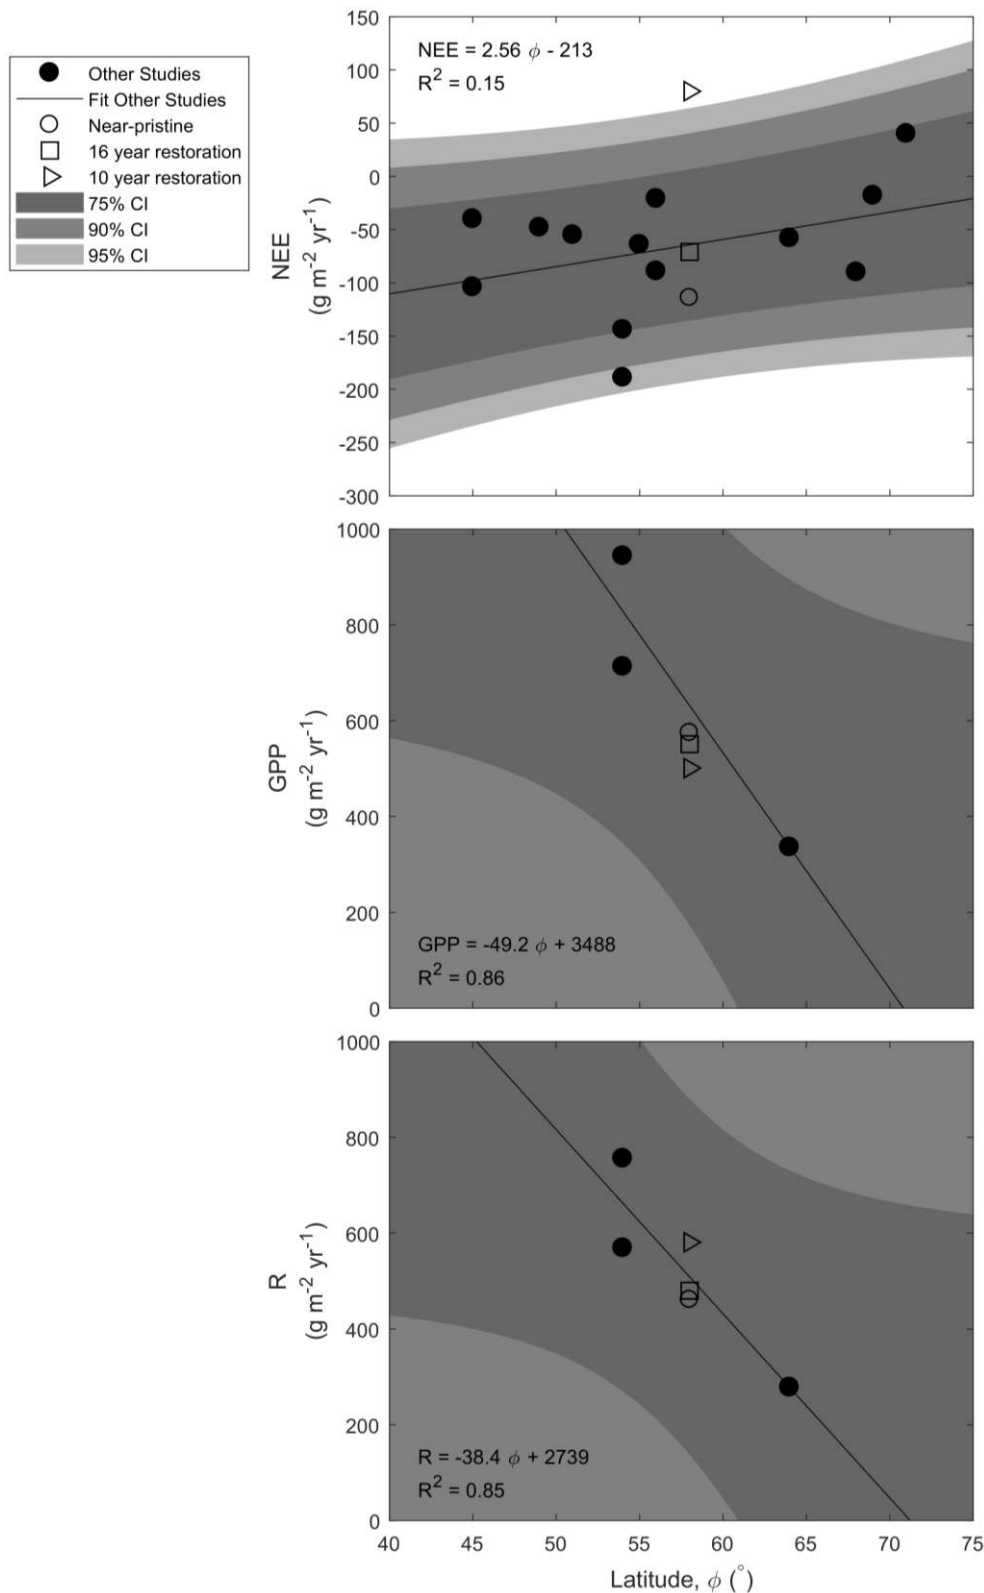 Other Studies
Fit Other Studies
Near-pristine
16 year restoration
10 year restoration
75% CI
90% CI
95% CI
NEE = 2.56 ϕ - 213
R² = 0.15
150
100
50
0
-50
-100
-150
-200
-250
-300
NEE
(g m⁻² yr⁻¹)
1000
800
600
400
200
0
GPP
(g m⁻² yr⁻¹)
GPP = -49.2 ϕ + 3488
R² = 0.86
1000
800
600
400
200
0
R
(g m⁻² yr⁻¹)
R = -38.4 ϕ + 2739
R² = 0.85
40 45 50 55 60 65 70 75
Latitude, ϕ (°)